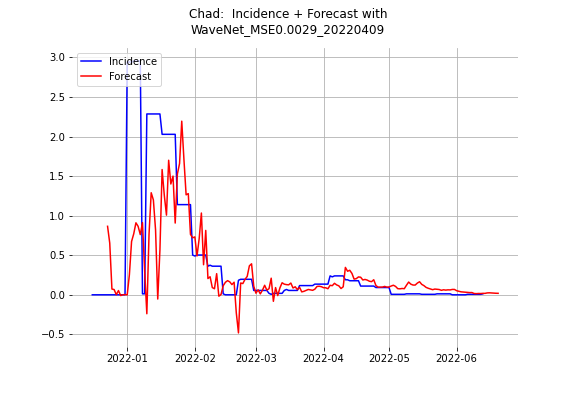 Chad:  Incidence + Forecast with
WaveNet_MSE0.0029_20220409
Incidence
Forecast
3.0
2.5
2.0
1.5
1.0
0.5
0.0
−0.5
2022-01 2022-02 2022-03 2022-04 2022-05 2022-06